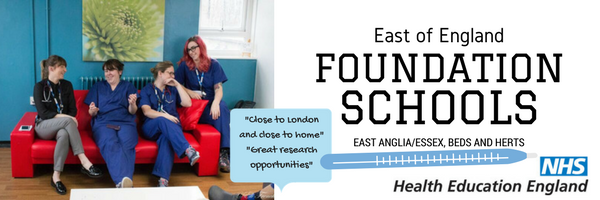 East of England
FOUNDATION
SCHOOLS
EAST ANGLIA/ESSEX, BEDS AND HERTS
"Close to London
and close to home"
"Great research
opportunities"
NHS
Health Education England